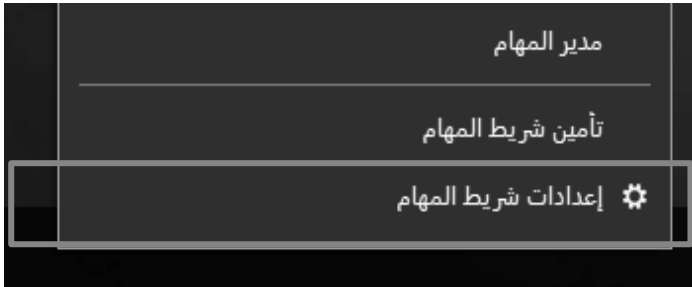 مدير المهام
تأمين شريط المهام
إعدادات شريط المهام